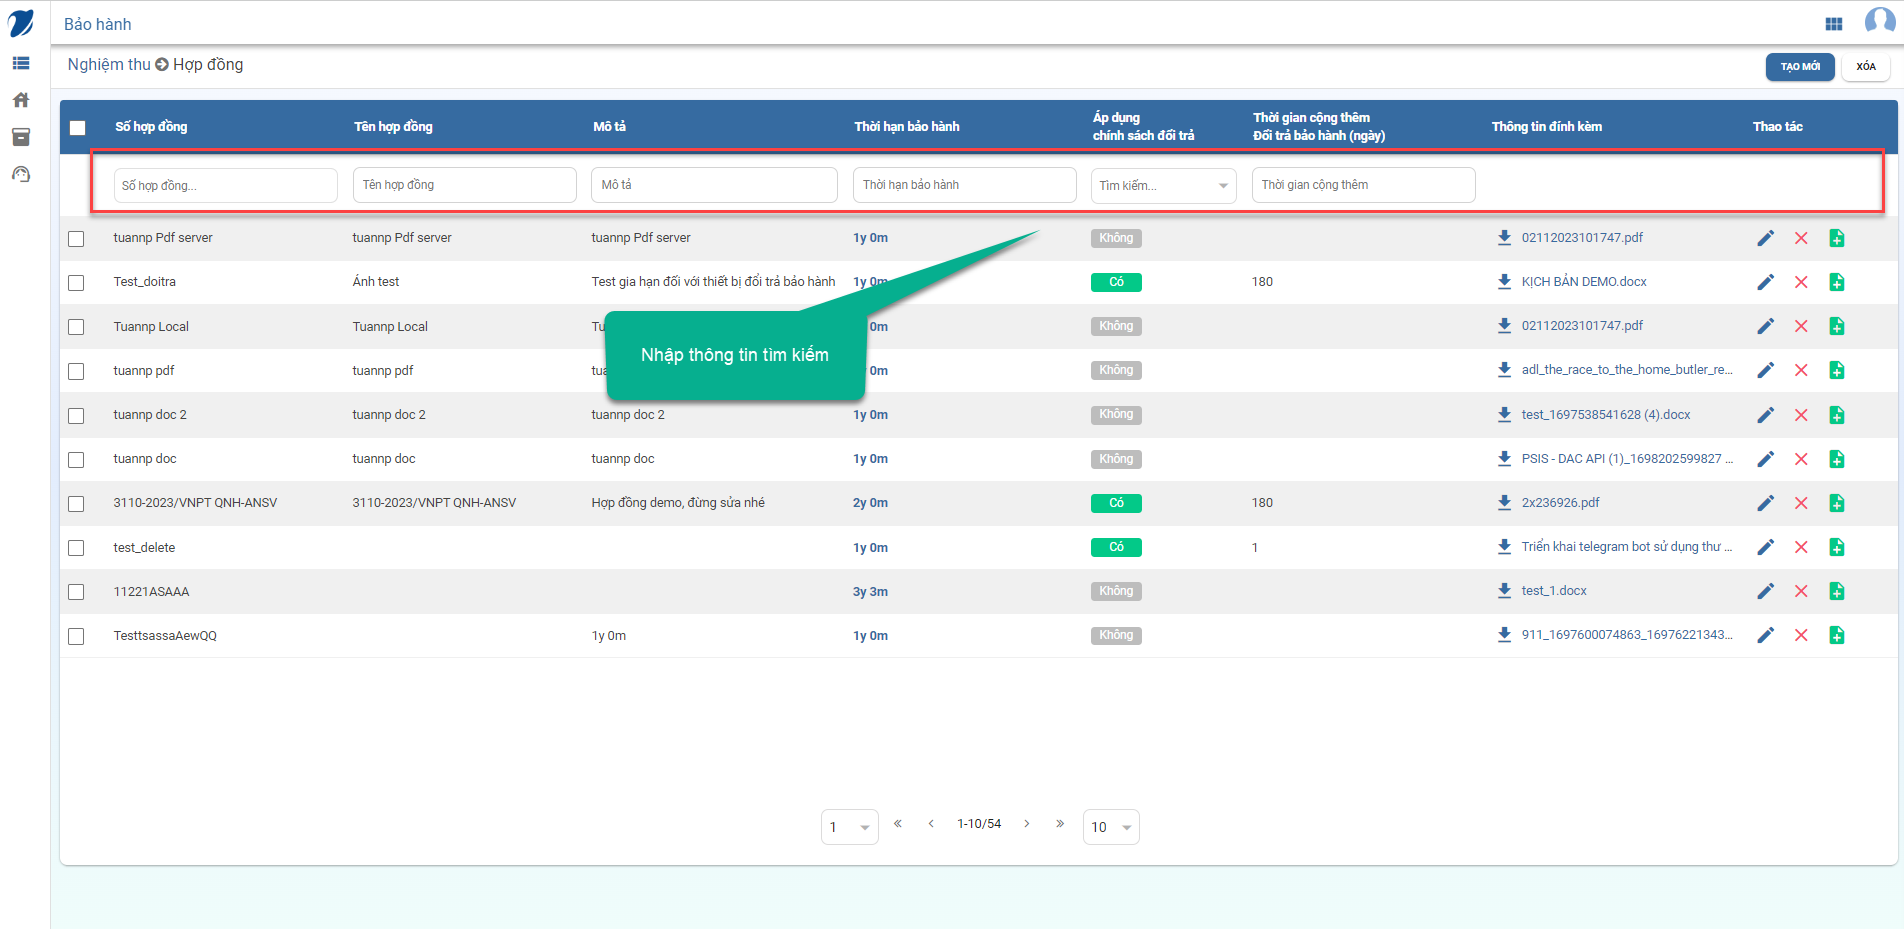 Bảo hành
Nghiệm thu Hợp đồng
TẠO MỚI XÓA
Số hợp đồng Tên hợp đồng Mô tả Thời hạn bảo hành Áp dụng chính sách đổi trả Thời gian cộng thêm Đổi trả bảo hành (ngày) Thông tin đính kèm Thao tác
Số hợp đồng... Tên hợp đồng Mô tả Thời hạn bảo hành Tìm kiếm... Thời gian cộng thêm
tuannp Pdf server tuannp Pdf server tuannp Pdf server 1y 0m Không 02112023101747.pdf
Test_doitra Ánh test Test gia hạn đối với thiết bị đổi trả bảo hành 1y 0m Có 180 KỊCH BẢN DEMO.docx
Tuannp Local Tuannp Local Tu 0m Không 02112023101747.pdf
Nhập thông tin tìm kiếm
tuannp pdf tuannp pdf tua 0m Không adl_the_race_to_the_home_butler_re...
tuannp doc 2 tuannp doc 2 tuannp doc 2 1y 0m Không test_1697538541628 (4).docx
tuannp doc tuannp doc tuannp doc 1y 0m Không PSIS - DAC API (1)_1698202599827 ...
3110-2023/VNPT QNH-ANSV 3110-2023/VNPT QNH-ANSV Hợp đồng demo, đừng sửa nhé 2y 0m Có 180 2x236926.pdf
test_delete 1y 0m Có 1 Triển khai telegram bot sử dụng thư ...
11221ASAAA 3y 3m Không test_1.docx
TesttsassaAewQQ 1y 0m 1y 0m Không 911_1697600074863_16976221343...
1 « ‹ 1-10/54 › » 10